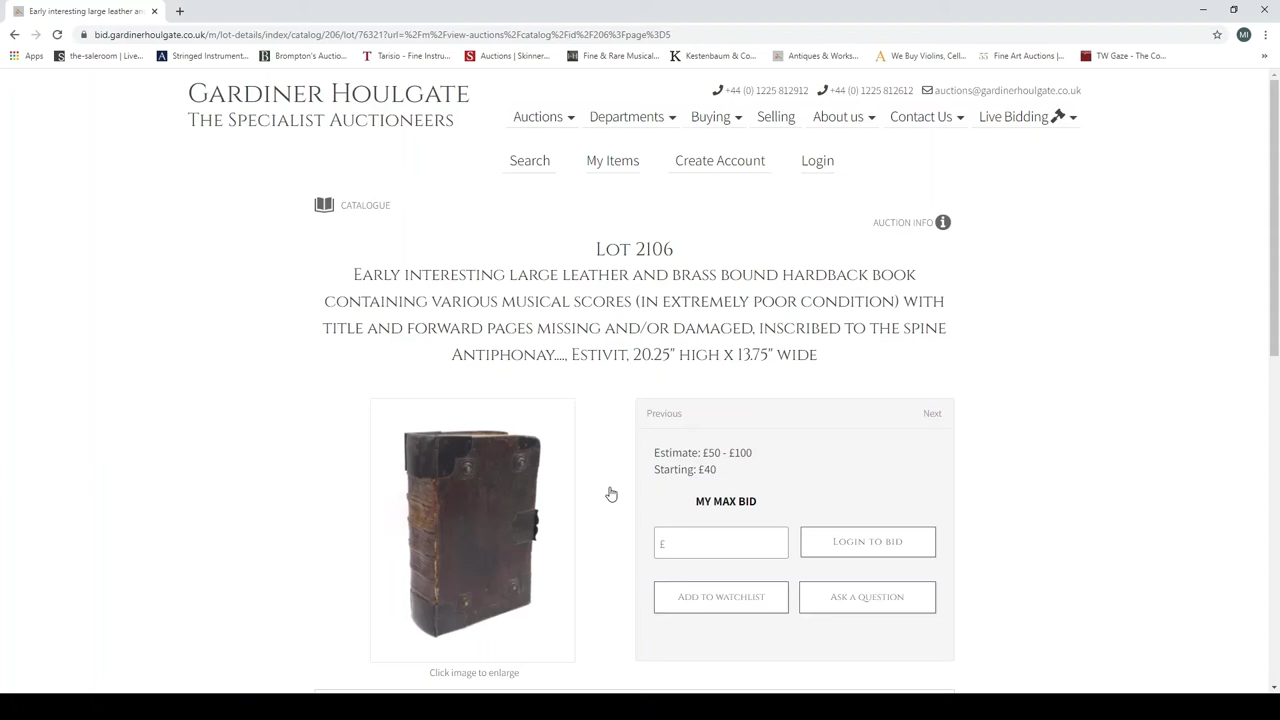 Early interesting large leather and
bid.gardinerhoulgate.co.uk/m/lot-details/index/catalog/206/lot/76321?url=%2Fm%2Fview-auctions%2Fcatalog%2Fid%2F206%3Fpage%3D5
MI
Apps the-saleroom | Live... Stringed Instrument... Brompton's Auctio... Tarisio – Fine Instru... Auctions | Skinner... Fine & Rare Musical... Kestenbaum & Co... Antiques & Works... We Buy Violins, Cell... Fine Art Auctions |... TW Gaze - The Co...
Gardiner Houlgate
The Specialist Auctioneers
+44 (0) 1225 812912 +44 (0) 1225 812612 auctions@gardinerhoulgate.co.uk
Auctions Departments Buying Selling About us Contact Us Live Bidding
Search My Items Create Account Login
CATALOGUE
AUCTION INFO
Lot 2106
Early interesting large leather and brass bound hardback book
containing various musical scores (in extremely poor condition) with
title and forward pages missing and/or damaged, inscribed to the spine
Antiphonay...., Estivit, 20.25" high x 13.75" wide
Previous Next
Estimate: £50 - £100
Starting: £40
MY MAX BID
£
Login to bid
Add to watchlist Ask a question
Click image to enlarge